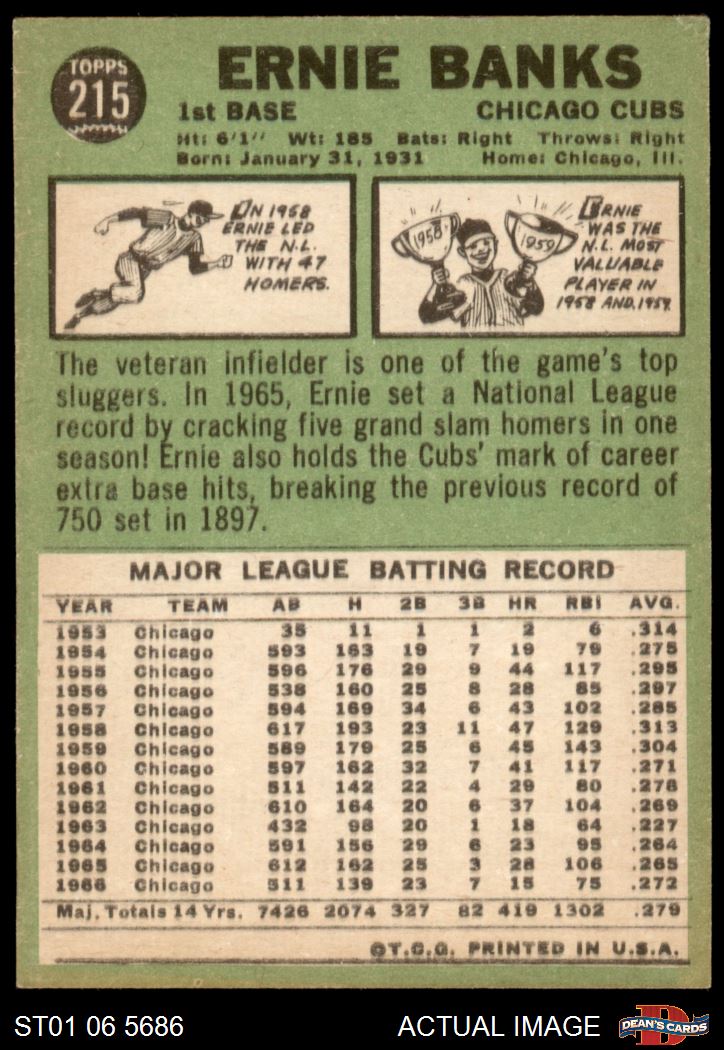 TOPPS
215
ERNIE BANKS
1st BASE CHICAGO CUBS
Ht: 6'1" Wt: 185 Bats: Right Throws: Right
Born: January 31, 1931 Home: Chicago, Ill.
IN 1958
ERNIE LED
THE N.L.
WITH 47
HOMERS.
1958
1959
ERNIE
WAS THE
N.L. MOST
VALUABLE
PLAYER IN
1958 AND 1959.
The veteran infielder is one of the game's top
sluggers. In 1965, Ernie set a National League
record by cracking five grand slam homers in one
season! Ernie also holds the Cubs' mark of career
extra base hits, breaking the previous record of
750 set in 1897.
MAJOR LEAGUE BATTING RECORD
YEAR TEAM AB H 2B 3B HR RBI AVG.
1953 Chicago 35 11 1 1 2 6 .314
1954 Chicago 593 163 19 7 19 79 .275
1955 Chicago 596 176 29 9 44 117 .295
1956 Chicago 538 160 25 8 28 85 .297
1957 Chicago 594 169 34 6 43 102 .285
1958 Chicago 617 193 23 11 47 129 .313
1959 Chicago 589 179 25 6 45 143 .304
1960 Chicago 597 162 32 7 41 117 .271
1961 Chicago 511 142 22 4 29 80 .278
1962 Chicago 610 164 20 6 37 104 .269
1963 Chicago 432 98 20 1 18 64 .227
1964 Chicago 591 156 29 6 23 95 .264
1965 Chicago 612 162 25 3 28 106 .265
1966 Chicago 511 139 23 7 15 75 .272
Maj. Totals 14 Yrs. 7426 2074 327 82 419 1302 .279
©T.C.G. PRINTED IN U.S.A.
ST01 06 5686 ACTUAL IMAGE D DEAN'S CARDS